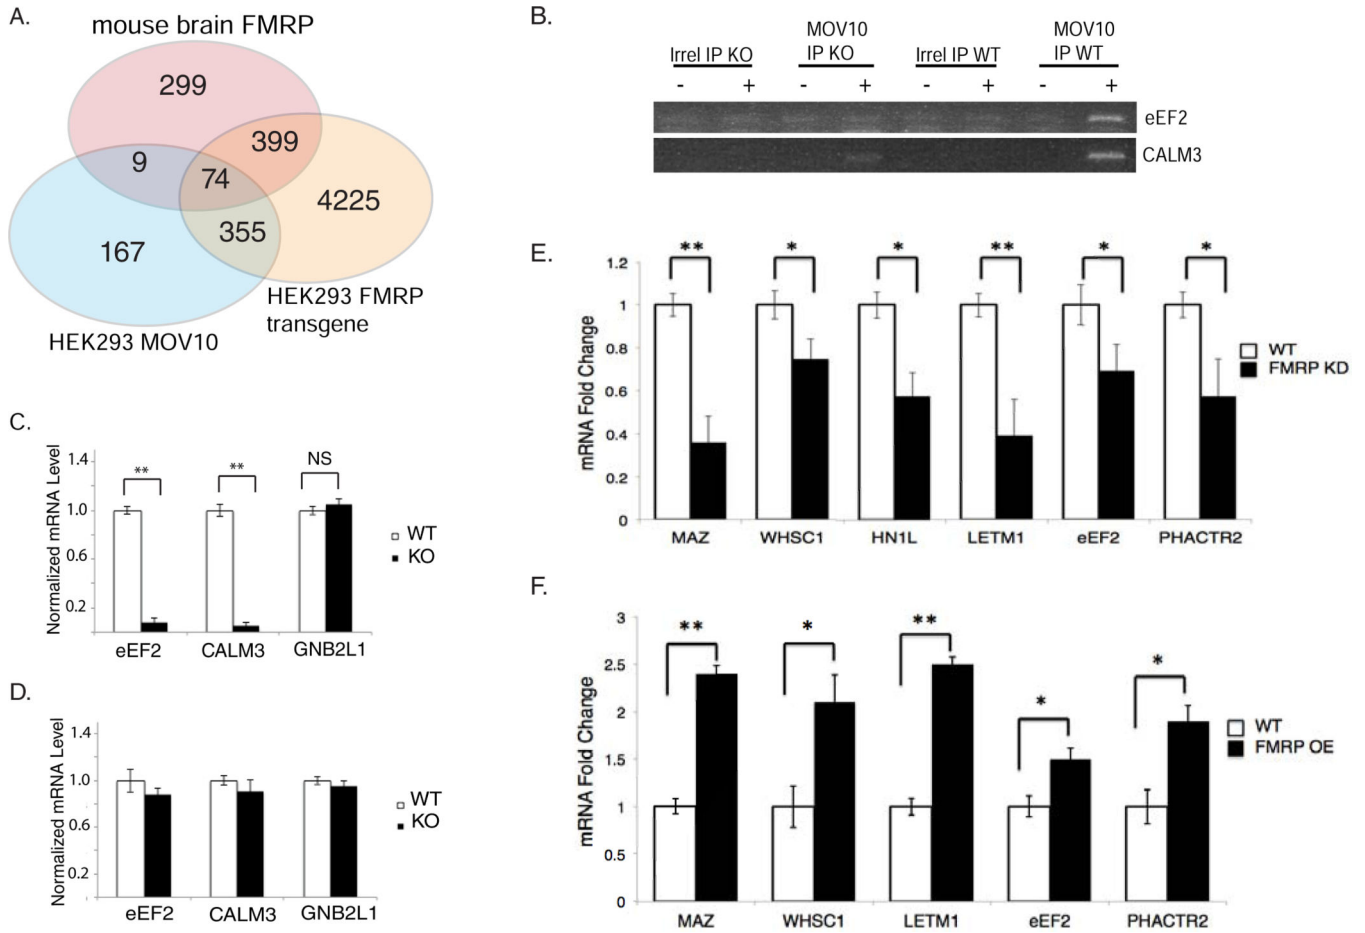 A.
mouse brain FMRP
299
399
9
74
4225
355
167
HEK293 FMRP
transgene
HEK293 MOV10
B.
Irrel IP KO
MOV10
IP KO
Irrel IP WT
MOV10
IP WT
- + - + - + - +
eEF2
CALM3
C.
Normalized mRNA Level
1.4
1.0
0.6
0.2
**
**
NS
WT
KO
eEF2 CALM3 GNB2L1
D.
Normalized mRNA Level
1.4
1.0
0.6
0.2
WT
KO
eEF2 CALM3 GNB2L1
E.
mRNA Fold Change
1.2
1
0.8
0.6
0.4
0.2
0
** * * ** * *
WT
FMRP KD
MAZ WHSC1 HN1L LETM1 eEF2 PHACTR2
F.
mRNA Fold Change
3
2.5
2
1.5
1
0.5
0
** * ** * *
WT
FMRP OE
MAZ WHSC1 LETM1 eEF2 PHACTR2